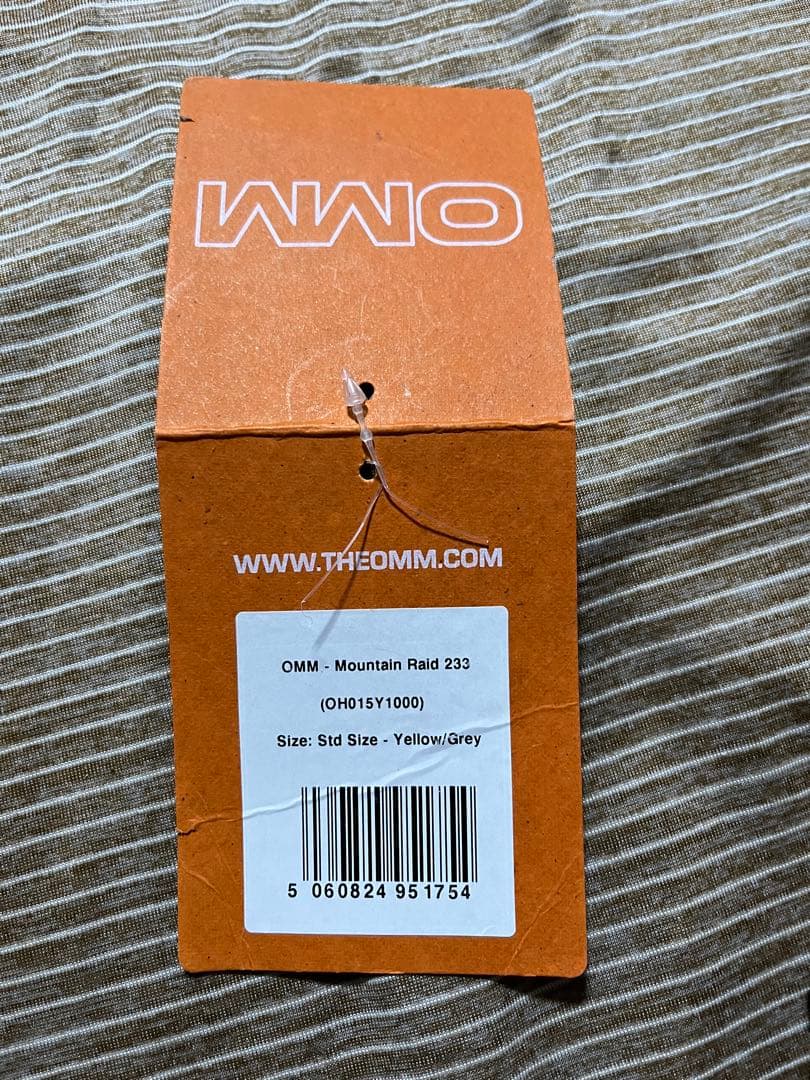 OMM
WWW.THEOMM.COM
OMM - Mountain Raid 233
(OH015Y1000)
Size: Std Size - Yellow/Grey
5 060824 951754